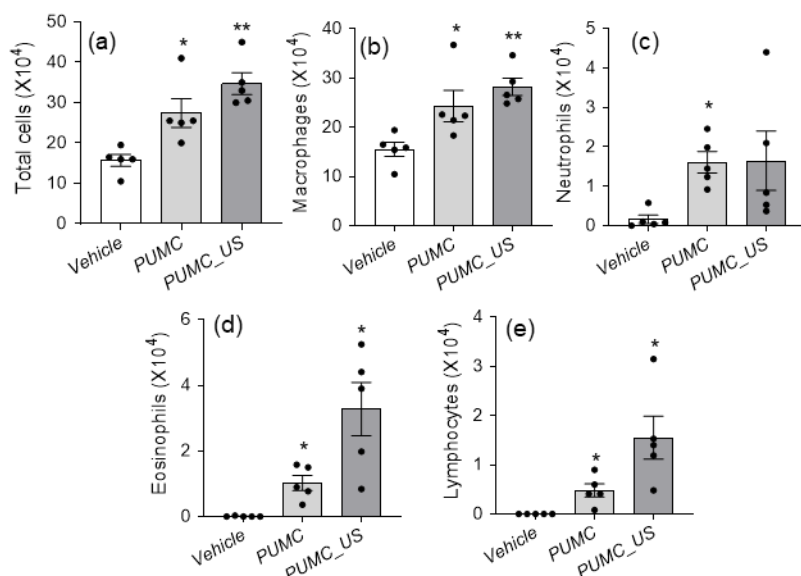 (a)
Total cells (X10⁴)
50
40
30
20
10
0
*
**
Vehicle
PUMC
PUMC_US
(b)
Macrophages (X10⁴)
40
30
20
10
0
*
**
Vehicle
PUMC
PUMC_US
(c)
Neutrophils (X10⁴)
5
4
3
2
1
0
*
Vehicle
PUMC
PUMC_US
(d)
Eosinophils (X10⁴)
6
4
2
0
*
*
Vehicle
PUMC
PUMC_US
(e)
Lymphocytes (X10⁴)
4
3
2
1
0
*
*
Vehicle
PUMC
PUMC_US